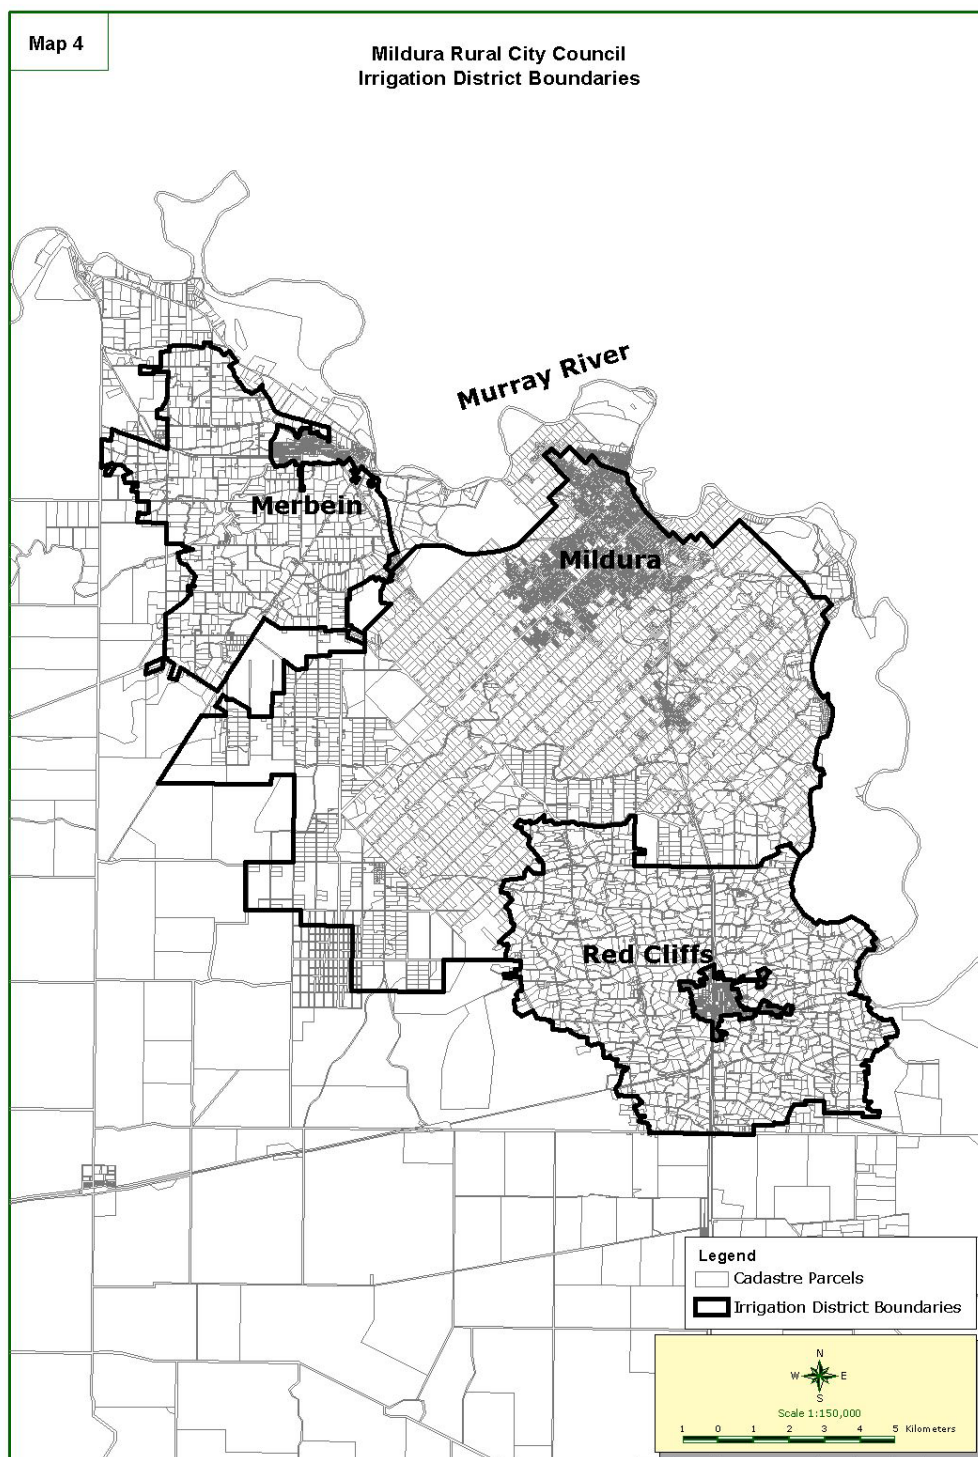 Map 4
Mildura Rural City Council
Irrigation District Boundaries
Murray River
Merbein
Mildura
Red Cliffs
Legend
Cadastre Parcels
Irrigation District Boundaries
N
W E
S
Scale 1:150,000
1 0 1 2 3 4 5 Kilometers